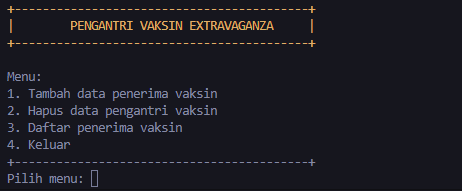 +------------------------------------------+
|        PENGANTRI VAKSIN EXTRAVAGANZA     |
+------------------------------------------+
Menu:
1. Tambah data penerima vaksin
2. Hapus data pengantri vaksin
3. Daftar penerima vaksin
4. Keluar
+------------------------------------------+
Pilih menu: